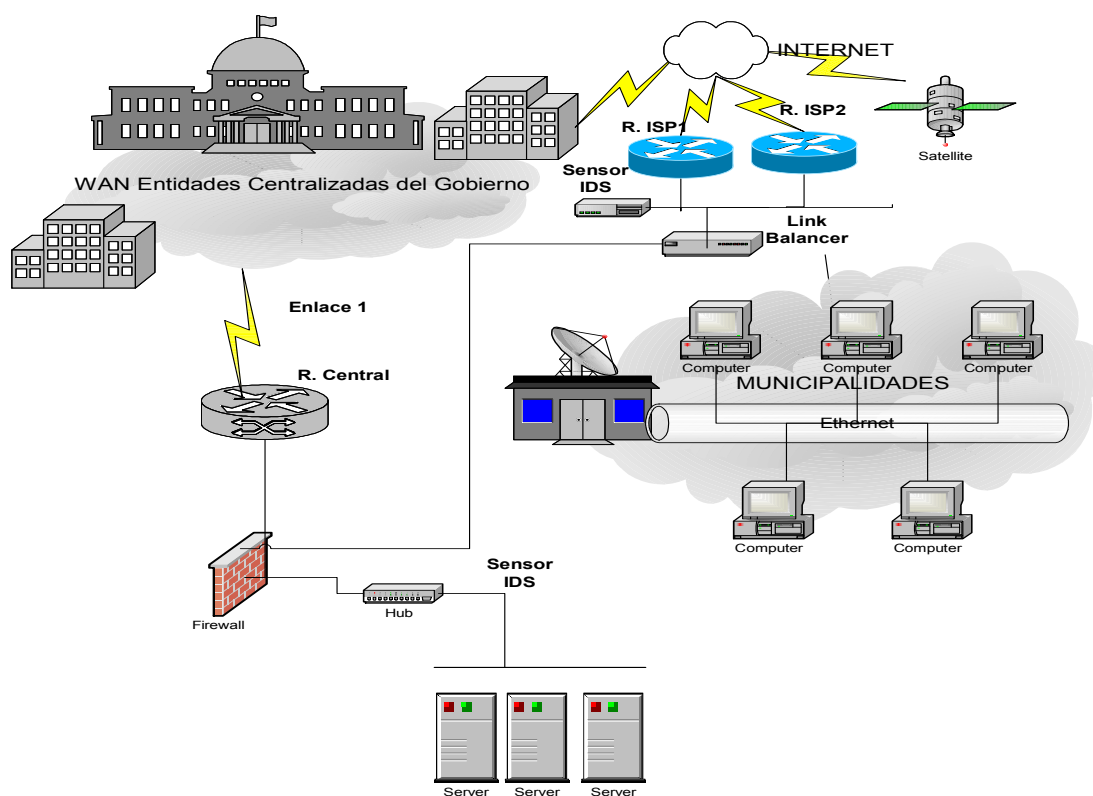 INTERNET
R. ISP1
R. ISP2
Satellite
Sensor
IDS
WAN Entidades Centralizadas del Gobierno
Link
Balancer
Enlace 1
R. Central
Computer
Computer
Computer
MUNICIPALIDADES
Ethernet
Computer
Computer
Sensor
IDS
Hub
Firewall
Server
Server
Server